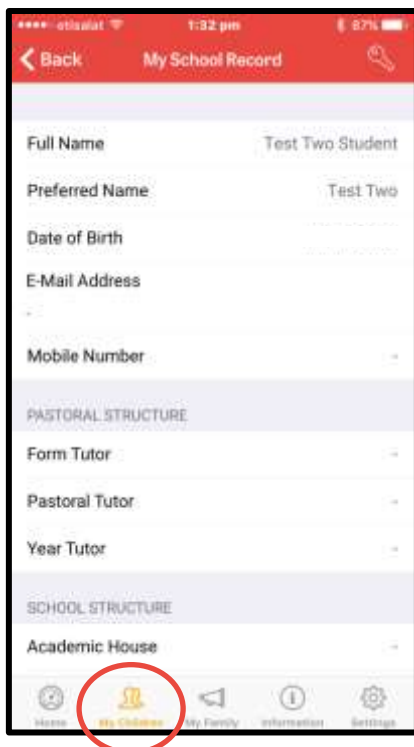 etisalat 1:32 pm 87%
Back My School Record
Full Name Test Two Student
Preferred Name Test Two
Date of Birth
E-Mail Address
-
Mobile Number -
PASTORAL STRUCTURE
Form Tutor -
Pastoral Tutor -
Year Tutor -
SCHOOL STRUCTURE
Academic House -
Home My Children My Family Information Settings